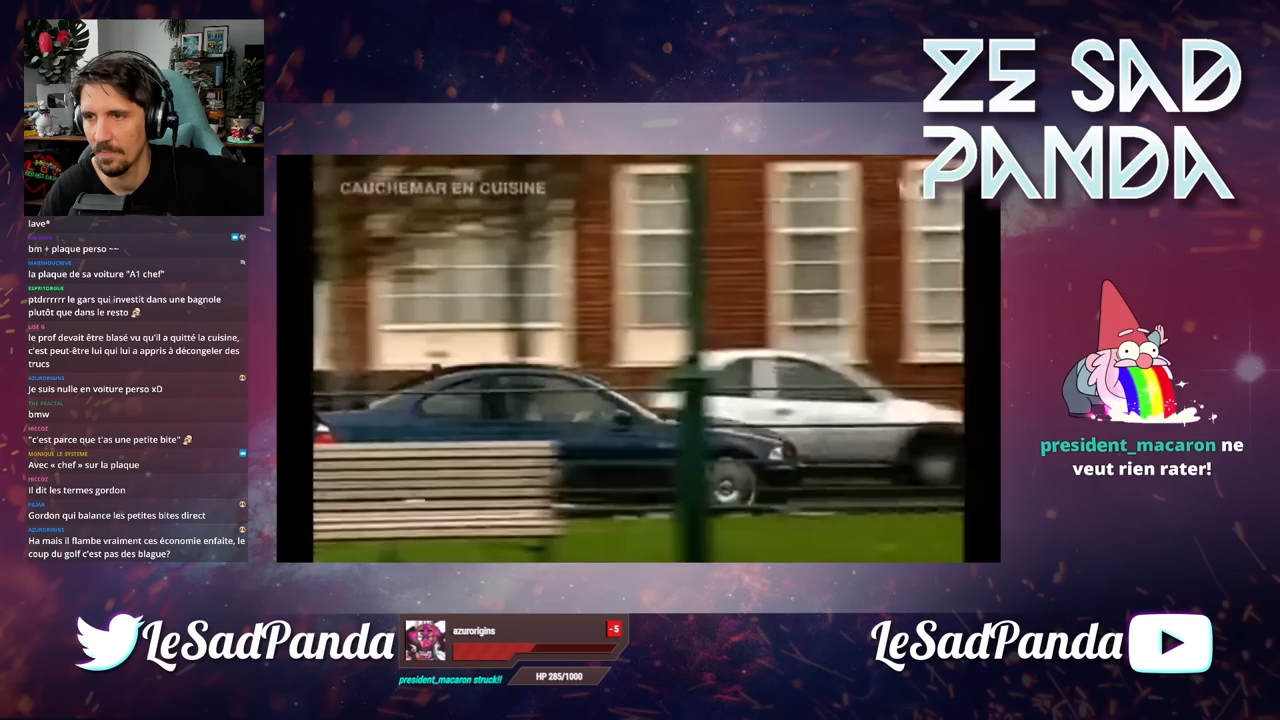 ZE SAD
PANDA
CAUCHEMAR EN CUISINE
lave*
bm + plaque perso ~~
MARSHOUCREVE
la plaque de sa voiture "A1 chef"
ESPRITORGUE
ptdrrrrrr le gars qui investit dans une bagnole
plutôt que dans le resto
LISE G
le prof devait être blasé vu qu'il a quitté la cuisine,
c'est peut-être lui qui lui a appris à décongeler des
trucs
AZURORIGINS
Je suis nulle en voiture perso xD
THE FRACTAL
bmw
HICCOZ
"c'est parce que t'as une petite bite"
MONIQUE LE SYSTEME
Avec « chef » sur la plaque
HICCOZ
Il dit les termes gordon
Gordon qui balance les petites bites direct
AZURORIGINS
Ha mais il flambe vraiment ces économie enfaite, le
coup du golf c'est pas des blague?
president_macaron ne
veut rien rater!
LeSadPanda
azurorigins
-5
president_macaron struck!!
HP 285/1000
LeSadPanda